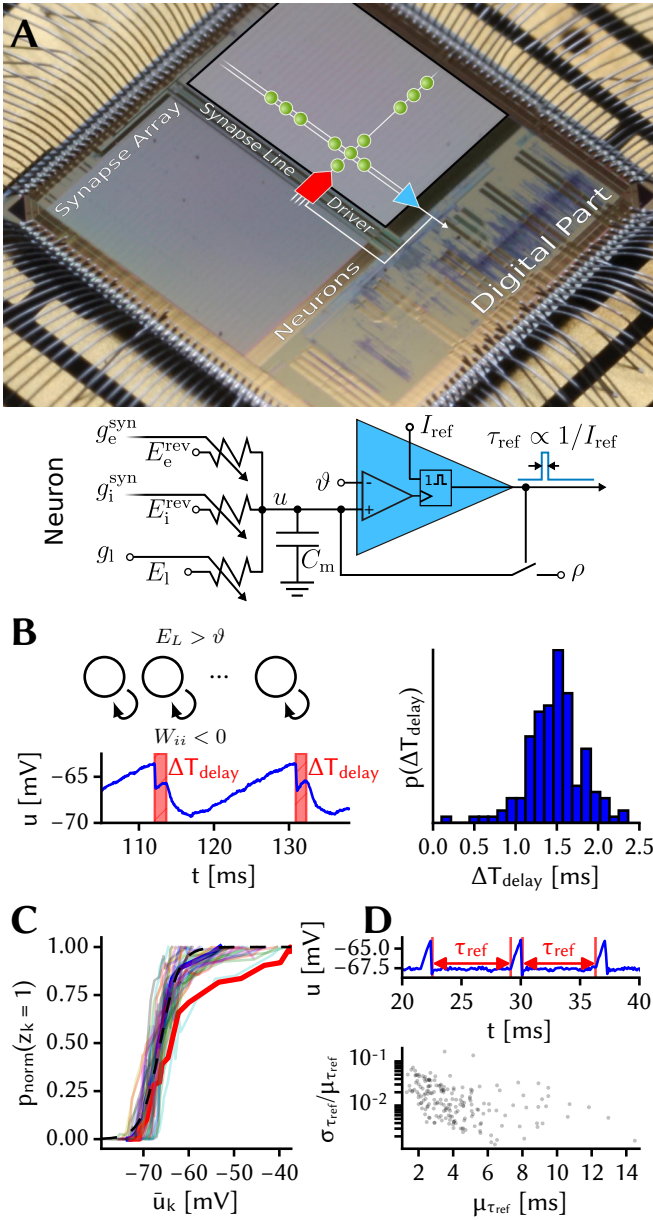 A
Synapse Array
Synapse Line Driver
Neurons
Digital Part
Neuron
g_e^syn
E_e^rev
g_i^syn
E_i^rev
g_l
E_l
u
C_m
ϑ
-
+
I_ref
1
τ_ref ∝ 1/I_ref
ρ
B
E_L > ϑ
...
W_ii < 0
u [mV]
−65
−70
ΔT_delay
ΔT_delay
110 120 130
t [ms]
p(ΔT_delay)
0.0 0.5 1.0 1.5 2.0 2.5
ΔT_delay [ms]
C
p_norm(z_k = 1)
1.00
0.75
0.50
0.25
0.00
−70 −60 −50 −40
ū_k [mV]
D
u [mV]
−65.0
−67.5
τ_ref
τ_ref
20 25 30 35 40
t [ms]
σ_τ_ref/μ_τ_ref
10^−1
10^−2
2 4 6 8 10 12 14
μ_τ_ref [ms]